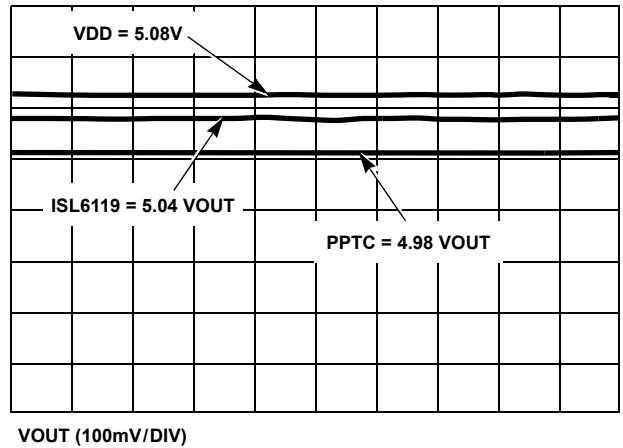 VDD = 5.08V
ISL6119 = 5.04 VOUT
PPTC = 4.98 VOUT
VOUT (100mV/DIV)